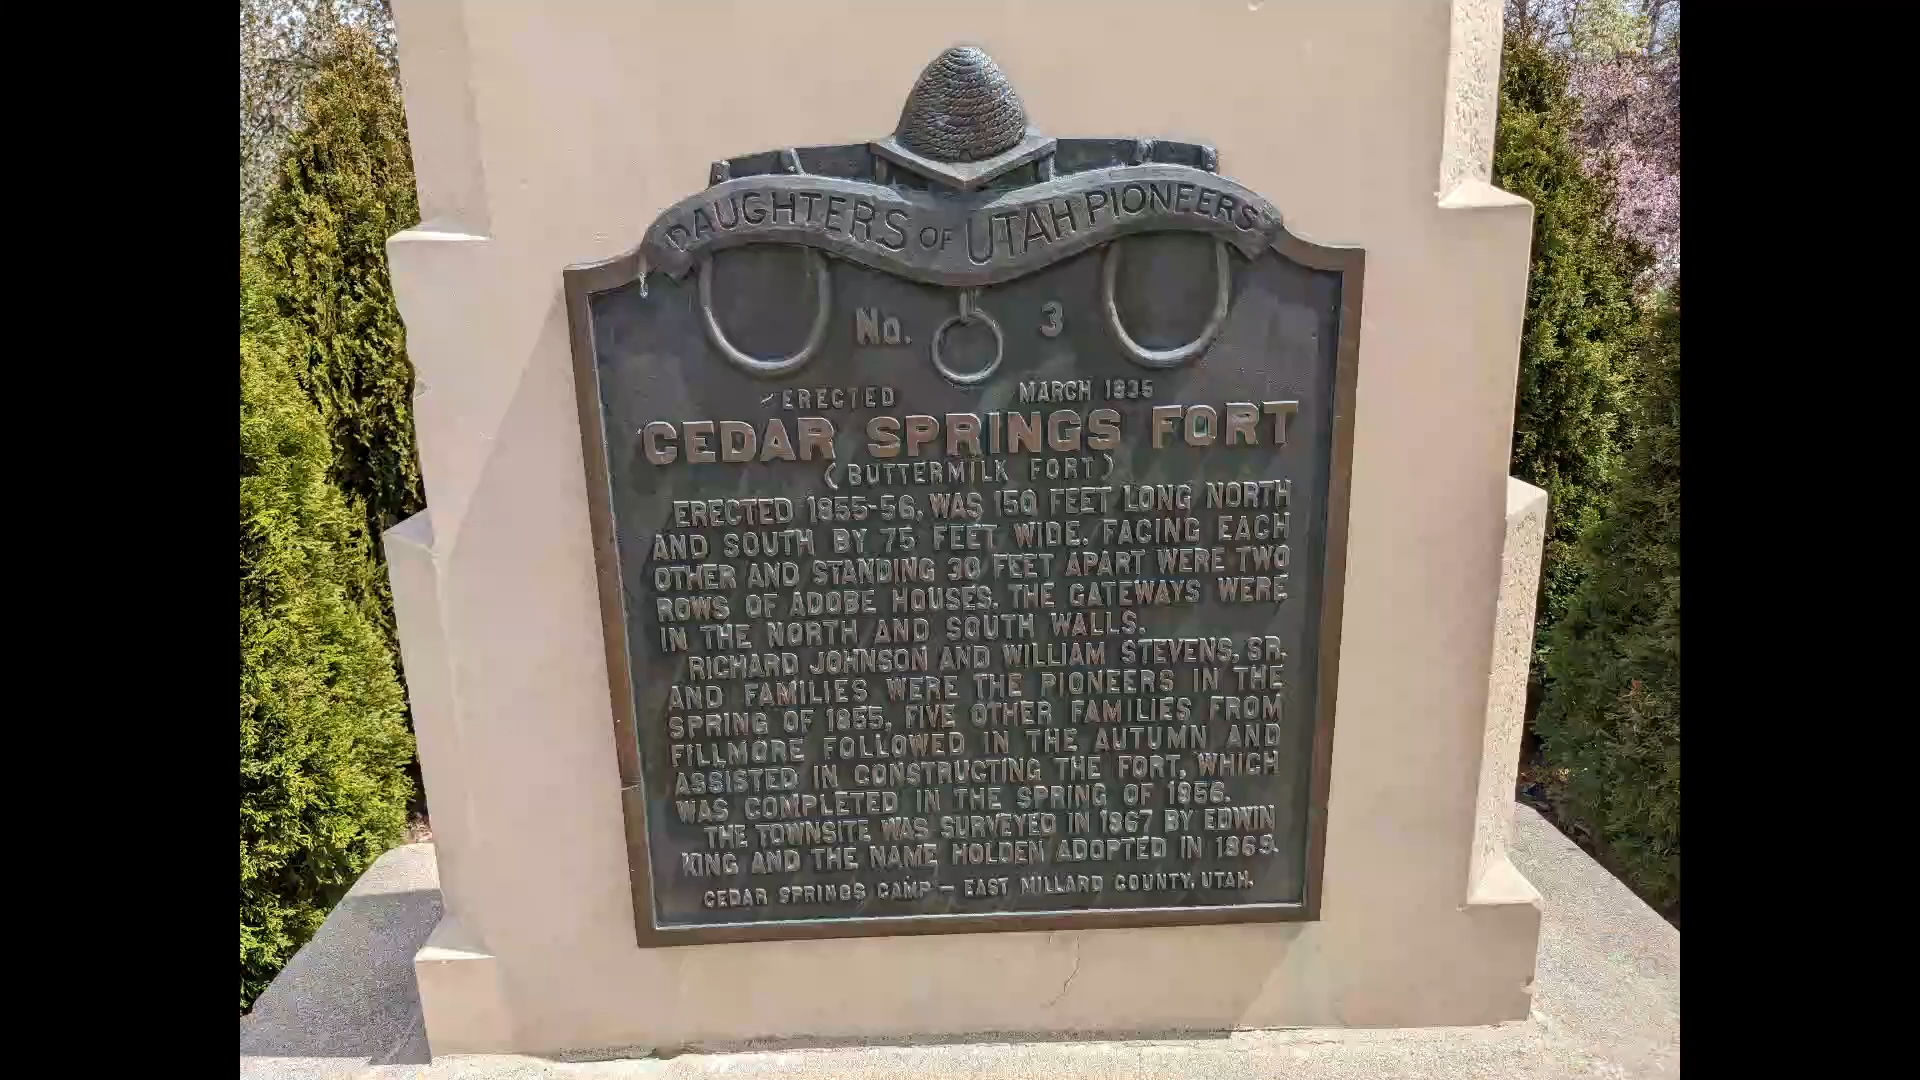 DAUGHTERS OF UTAH PIONEERS
No. 3
ERECTED MARCH 1935
CEDAR SPRINGS FORT
(BUTTERMILK FORT)
ERECTED 1855-56, WAS 150 FEET LONG NORTH
AND SOUTH BY 75 FEET WIDE. FACING EACH
OTHER AND STANDING 30 FEET APART WERE TWO
ROWS OF ADOBE HOUSES. THE GATEWAYS WERE
IN THE NORTH AND SOUTH WALLS.
RICHARD JOHNSON AND WILLIAM STEVENS, SR.
AND FAMILIES WERE THE PIONEERS IN THE
SPRING OF 1855. FIVE OTHER FAMILIES FROM
FILLMORE FOLLOWED IN THE AUTUMN AND
ASSISTED IN CONSTRUCTING THE FORT, WHICH
WAS COMPLETED IN THE SPRING OF 1856.
THE TOWNSITE WAS SURVEYED IN 1867 BY EDWIN
KING AND THE NAME HOLDEN ADOPTED IN 1869.
CEDAR SPRINGS CAMP - EAST MILLARD COUNTY, UTAH.